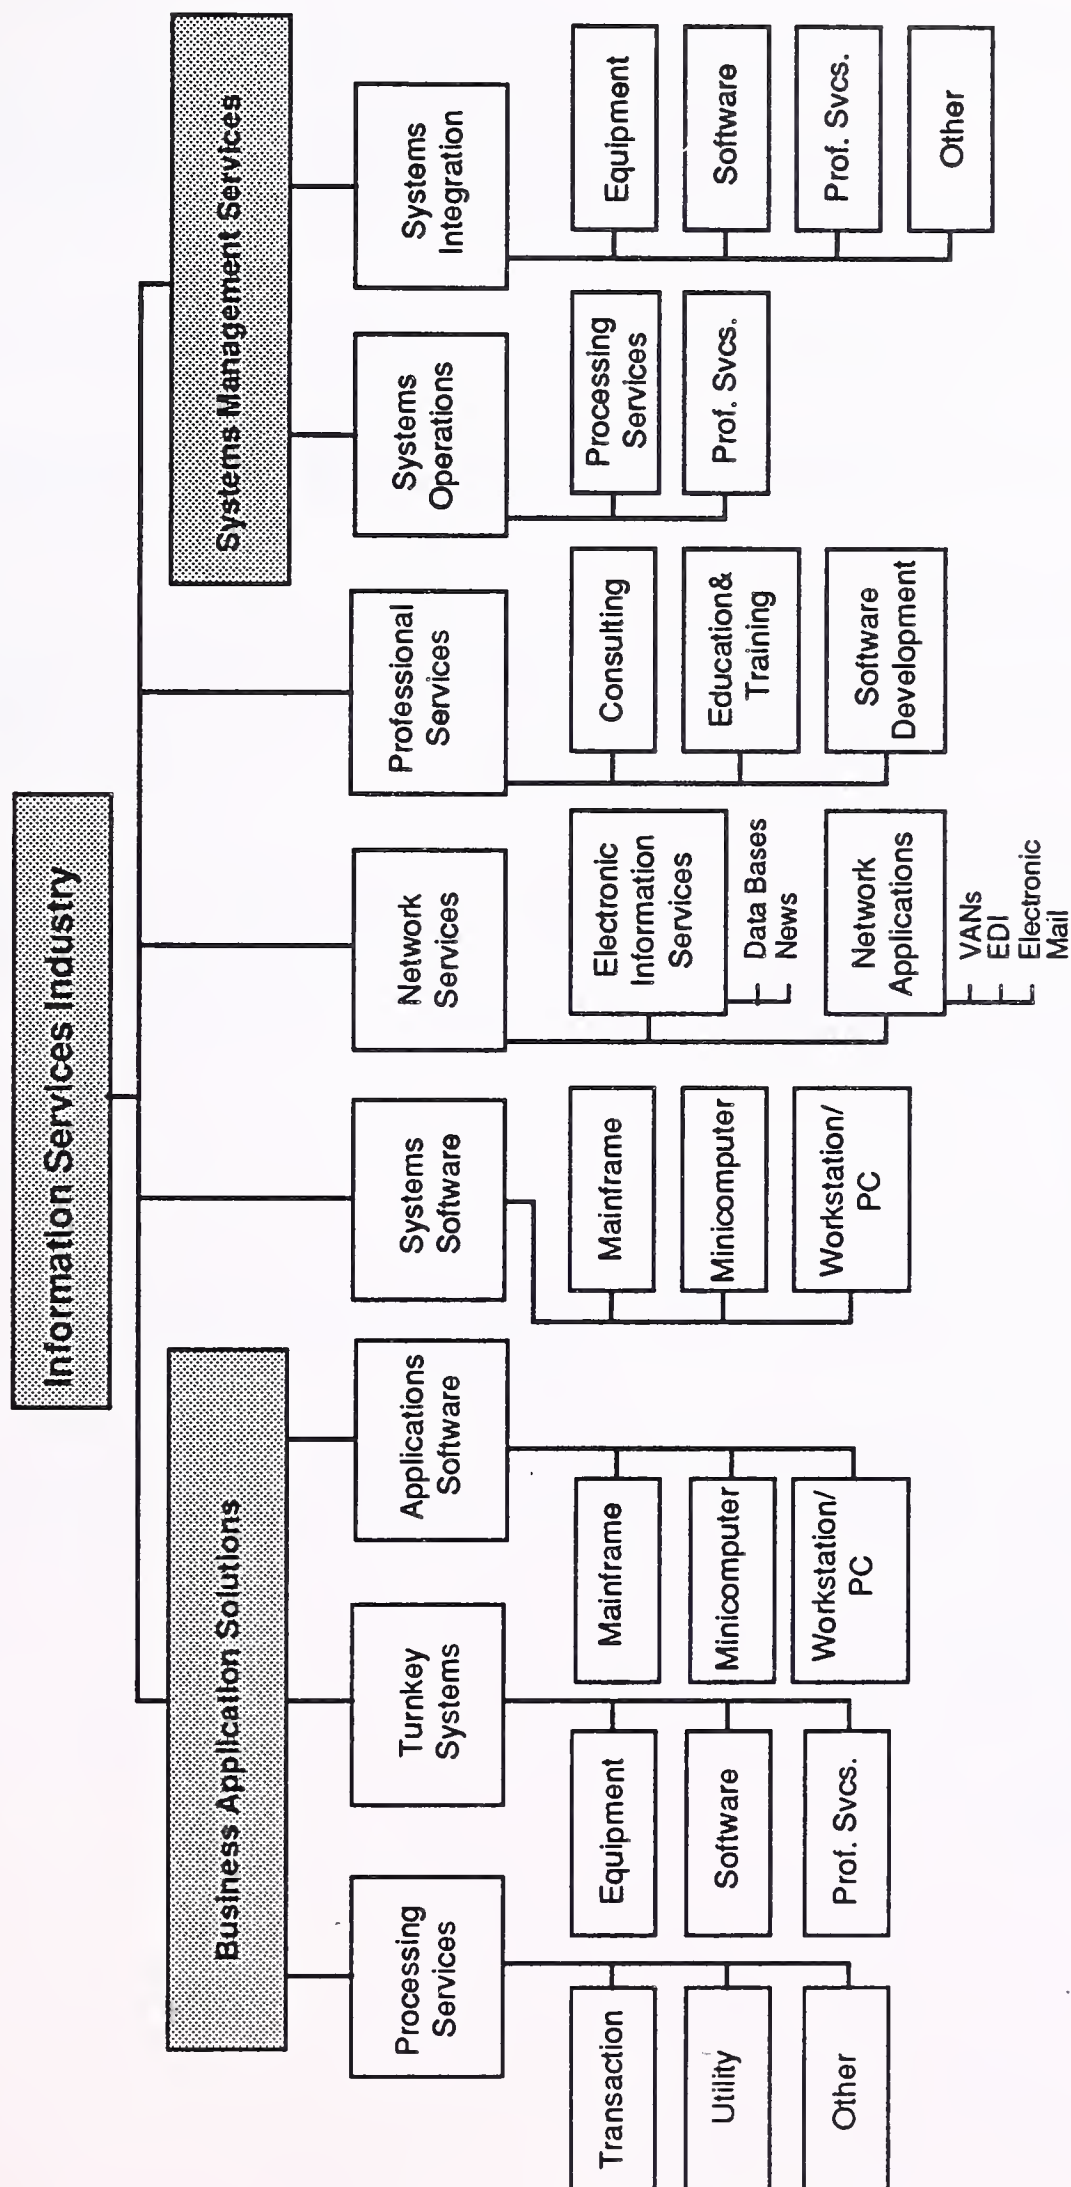 Information Services Industry
Business Application Solutions
Systems Management Services
Processing
Services
Turnkey
Systems
Applications
Software
Systems
Software
Network
Services
Professional
Services
Systems
Operations
Systems
Integration
Transaction
Utility
Other
Equipment
Software
Prof. Svcs.
Mainframe
Minicomputer
Workstation/
PC
Mainframe
Minicomputer
Workstation/
PC
Electronic
Information
Services
Data Bases
News
Network
Applications
VANs
EDI
Electronic
Mail
Consulting
Education&
Training
Software
Development
Processing
Services
Prof. Svcs.
Equipment
Software
Prof. Svcs.
Other